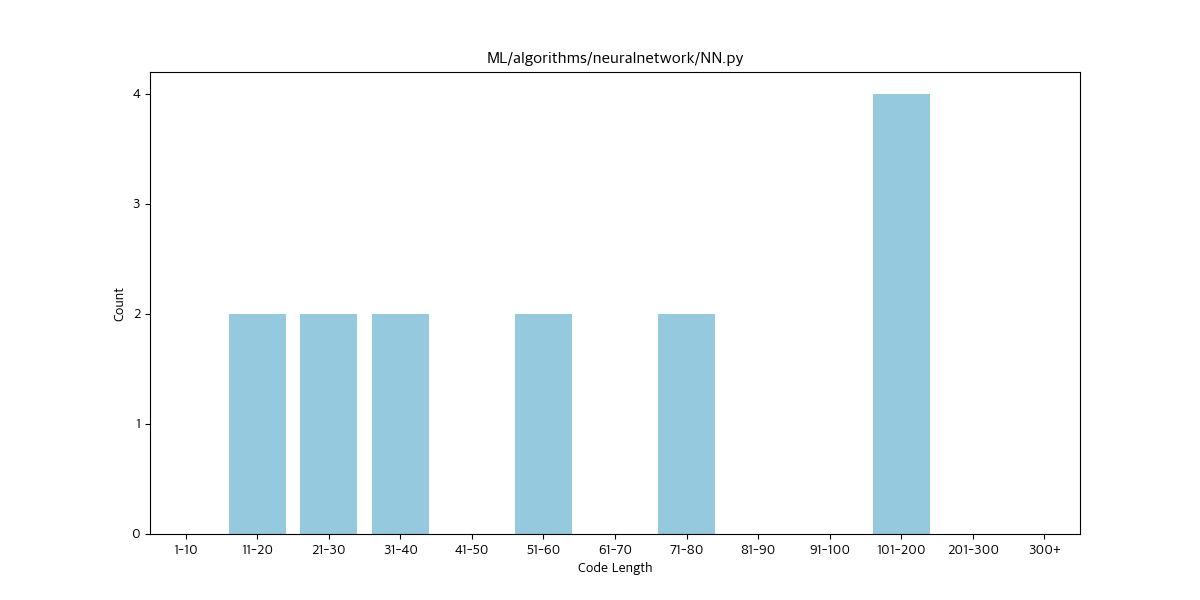 ML/algorithms/neuralnetwork/NN.py
4
3
2
1
0
Count
1-10 11-20 21-30 31-40 41-50 51-60 61-70 71-80 81-90 91-100 101-200 201-300 300+
Code Length